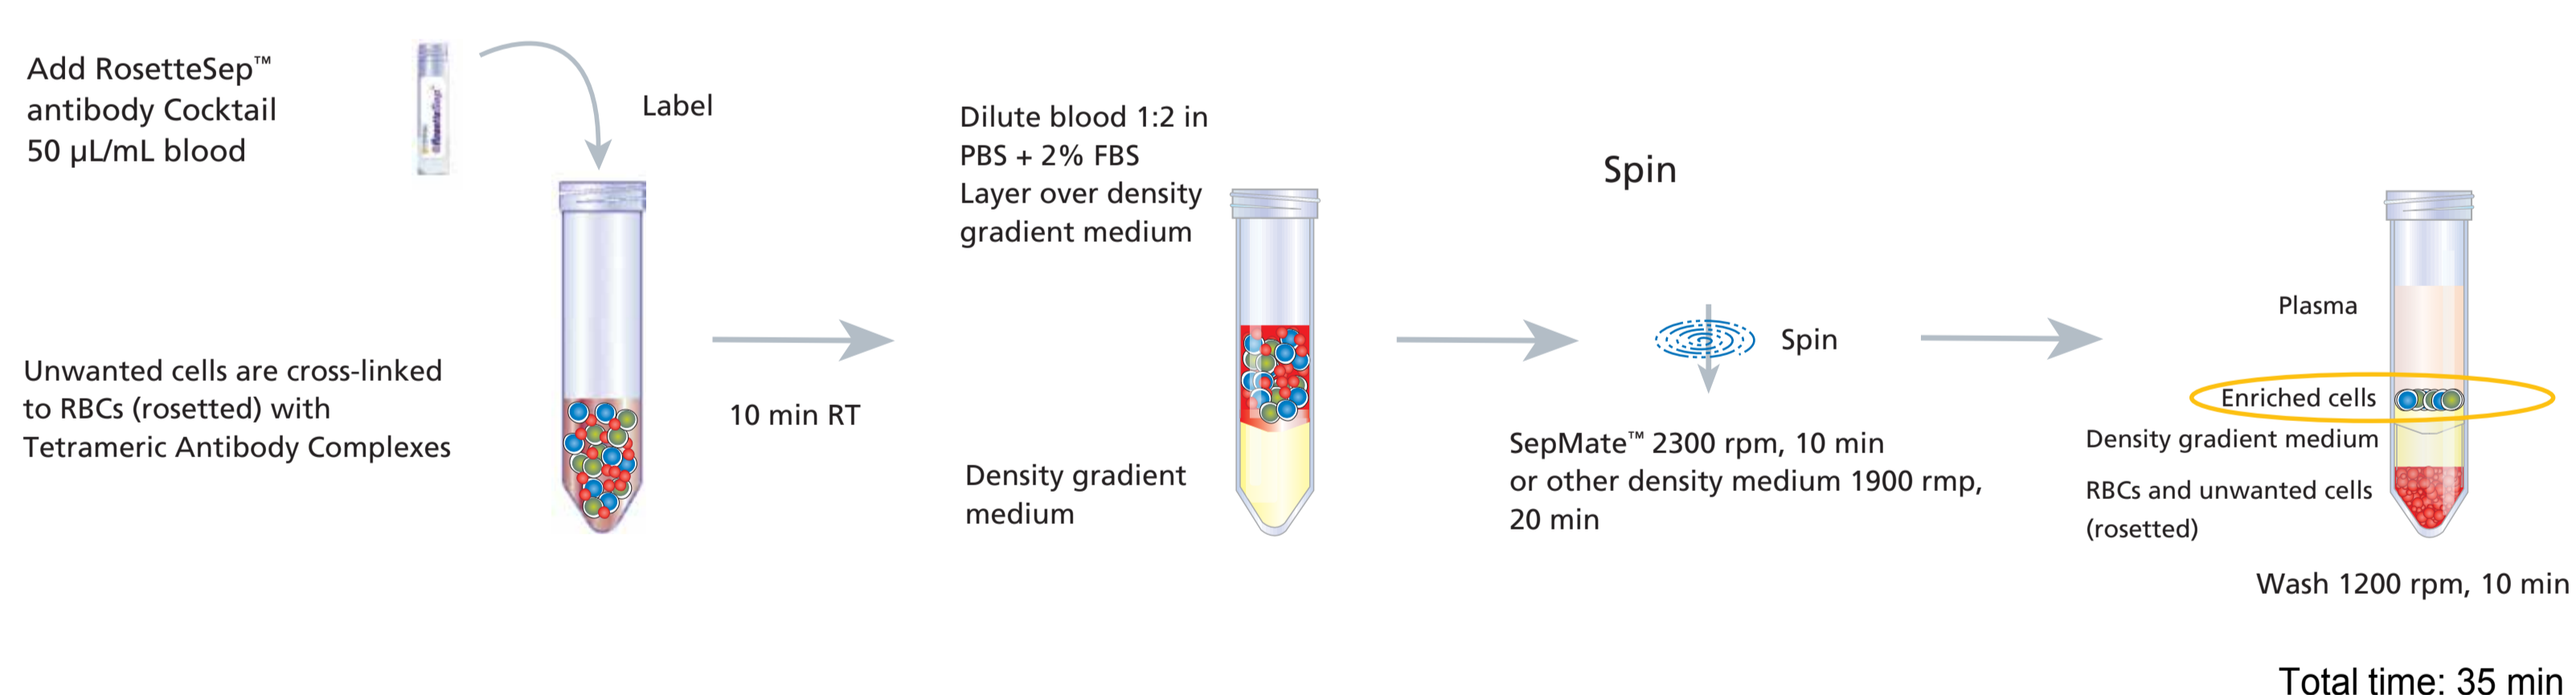 Add RosetteSep™
antibody Cocktail
50 µL/mL blood
Label
Unwanted cells are cross-linked
to RBCs (rosetted) with
Tetrameric Antibody Complexes
10 min RT
Dilute blood 1:2 in
PBS + 2% FBS
Layer over density
gradient medium
Density gradient
medium
Spin
Spin
SepMate™ 2300 rpm, 10 min
or other density medium 1900 rmp,
20 min
Plasma
Enriched cells
Density gradient medium
RBCs and unwanted cells
(rosetted)
Wash 1200 rpm, 10 min
Total time: 35 min